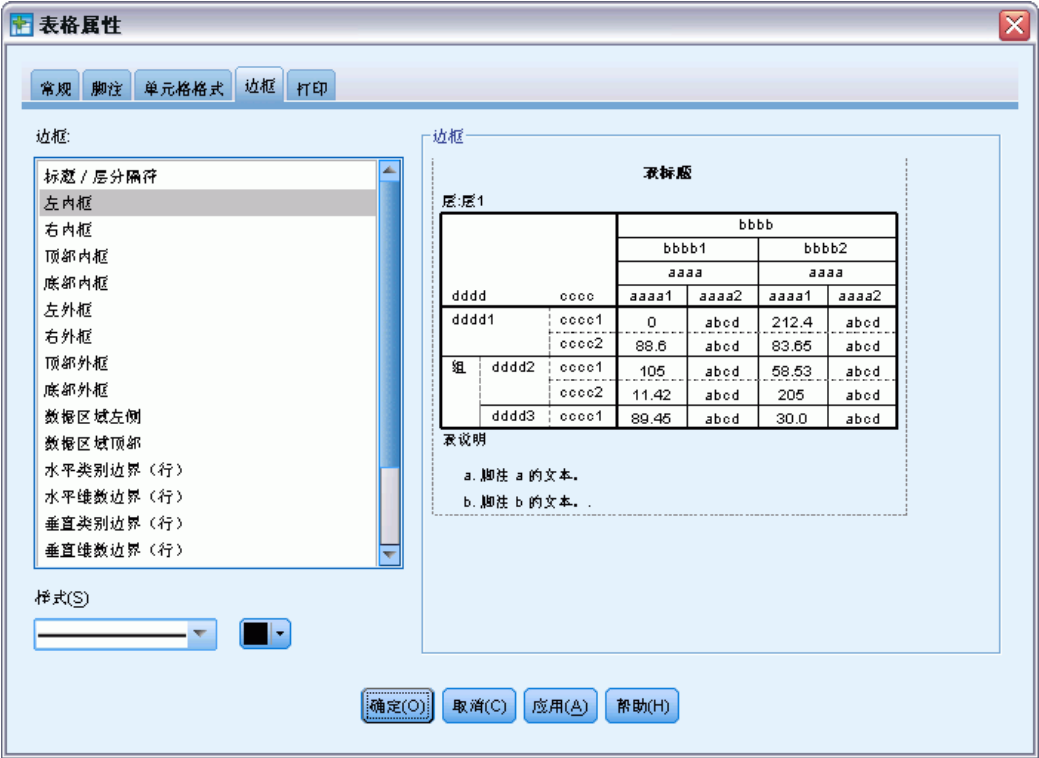 表格属性
常规 脚注 单元格格式 边框 打印
边框:
标题 / 层分隔符
左内框
右内框
顶部内框
底部内框
左外框
右外框
顶部外框
底部外框
数据区域左侧
数据区域顶部
水平类别边界（行）
水平维数边界（行）
垂直类别边界（行）
垂直维数边界（行）
样式(S)
边框
表标题
层:层1
bbbb
bbbb1 bbbb2
aaaa aaaa
dddd cccc aaaa1 aaaa2 aaaa1 aaaa2
dddd1 cccc1 0 abcd 212.4 abcd
cccc2 88.6 abcd 83.65 abcd
组 dddd2 cccc1 105 abcd 58.53 abcd
cccc2 11.42 abcd 205 abcd
dddd3 cccc1 89.45 abcd 30.0 abcd
表说明
a. 脚注 a 的文本。
b. 脚注 b 的文本。.
确定(O) 取消(C) 应用(A) 帮助(H)